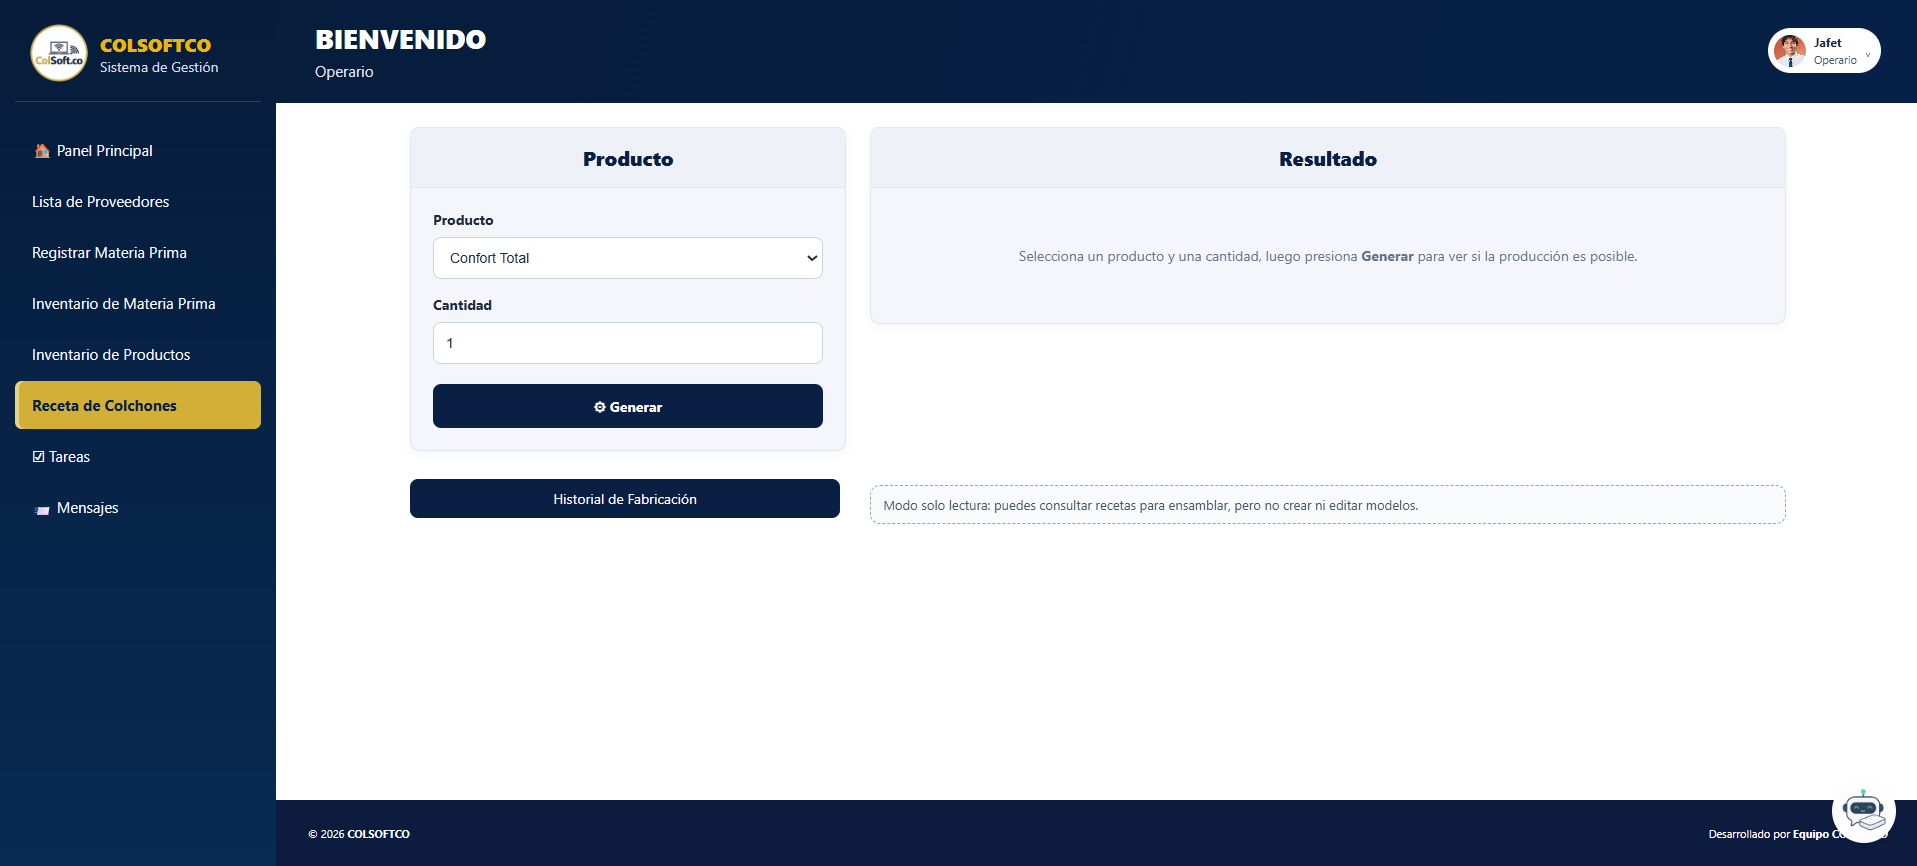 ColSoft.co
COLSOFTCO
Sistema de Gestión
BIENVENIDO
Operario
Jafet
Operario
Panel Principal
Lista de Proveedores
Registrar Materia Prima
Inventario de Materia Prima
Inventario de Productos
Receta de Colchones
Tareas
Mensajes
Producto
Producto
Confort Total
Cantidad
1
Generar
Historial de Fabricación
Resultado
Selecciona un producto y una cantidad, luego presiona Generar para ver si la producción es posible.
Modo solo lectura: puedes consultar recetas para ensamblar, pero no crear ni editar modelos.
© 2026 COLSOFTCO
Desarrollado por Equipo